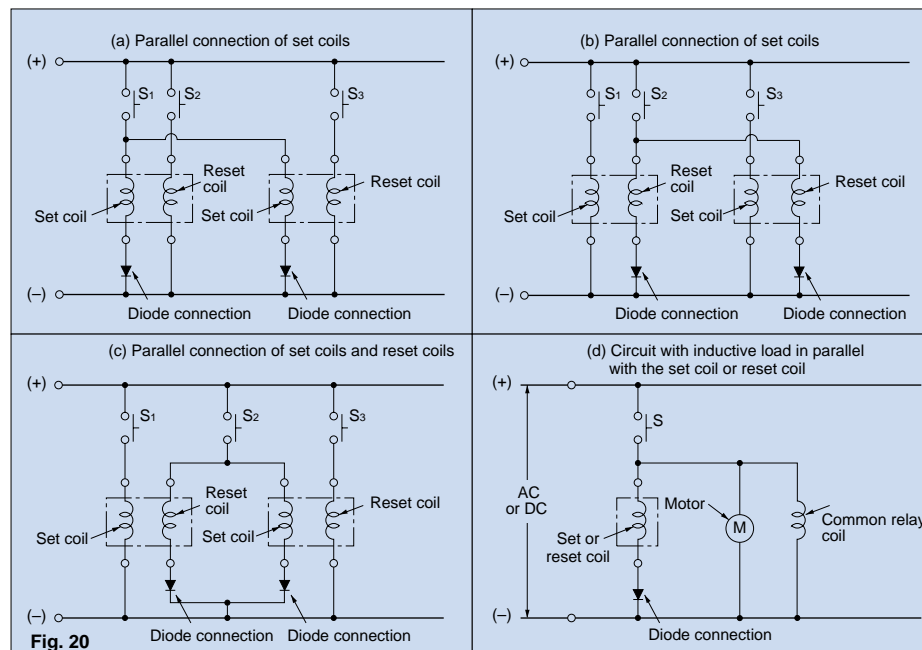 (a) Parallel connection of set coils
(+)
S1
S2
S3
Reset
coil
Reset coil
Set coil
Set coil
(–)
Diode connection
Diode connection
(b) Parallel connection of set coils
(+)
S1
S2
S3
Reset
coil
Reset coil
Set coil
Set coil
(–)
Diode connection
Diode connection
(c) Parallel connection of set coils and reset coils
(+)
S1
S2
S3
Reset
coil
Reset coil
Set coil
Set coil
(–)
Diode connection
Diode connection
Fig. 20
(d) Circuit with inductive load in parallel
with the set coil or reset coil
(+)
S
AC
or DC
Motor
M
Common relay
coil
Set or
reset coil
(–)
Diode connection